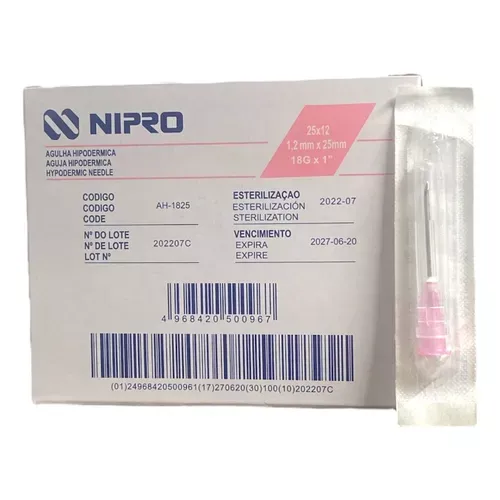 NIPRO
AGULHA HIPODERMICA
AGUJA HIPODERMICA
HYPODERMIC NEEDLE
25x12
1,2 mm x 25mm
18G x 1"
CODIGO
CODIGO
CODE
AH-1825
ESTERILIZAÇAO
ESTERILIZACIÓN
STERILIZATION
2022-07
Nº DO LOTE
Nº DE LOTE
LOT Nº
202207C
VENCIMIENTO
EXPIRA
EXPIRE
2027-06-20
4 968420 500967
(01)24968420500961(17)270620(30)100(10)202207C